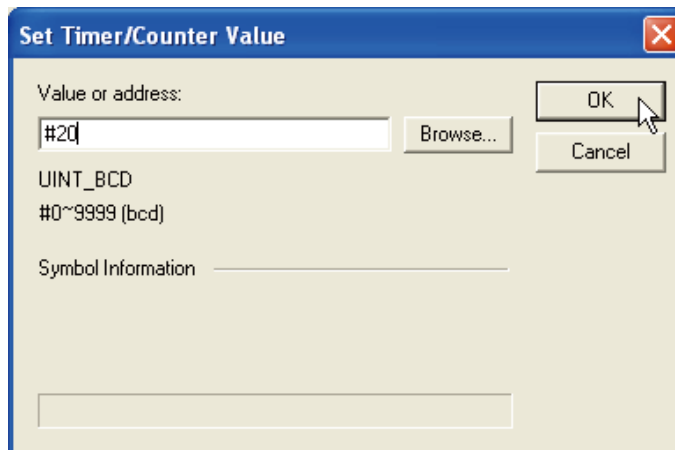 Set Timer/Counter Value
Value or address:
OK
#20
Browse...
Cancel
UINT_BCD
#0~9999 (bcd)
Symbol Information